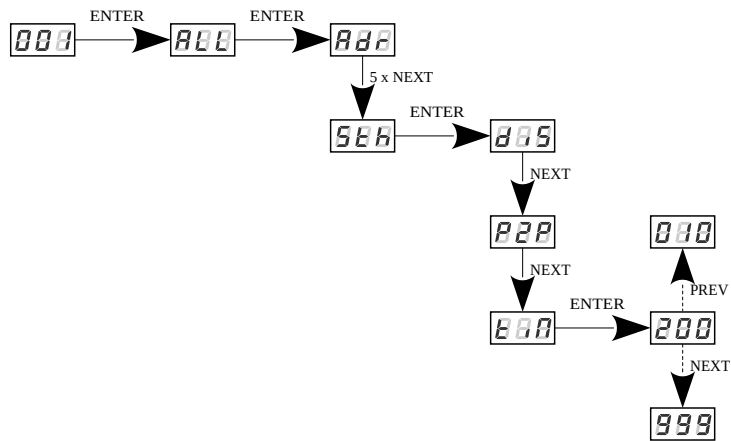 ENTER ENTER
001 ALL Adr
5 x NEXT
ENTER
Sth diS
NEXT
P2P 010
NEXT PREV
ENTER
tiM 200
NEXT
999